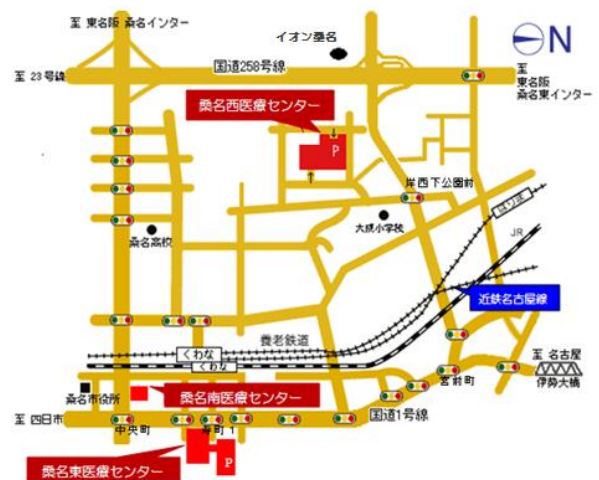 至 東名阪 桑名インター
イオン桑名
N
至 23号線
国道258号線
至
東名阪
桑名東インター
桑名西医療センター
P
岸西下公園前
大成小学校
桑名高校
はりま
JR
近鉄名古屋線
養老鉄道
くわな
くわな
至 名古屋
伊勢大橋
宮前町
桑名市役所
桑名南医療センター
至 四日市
中央町
寿町1
国道1号線
桑名東医療センター
P